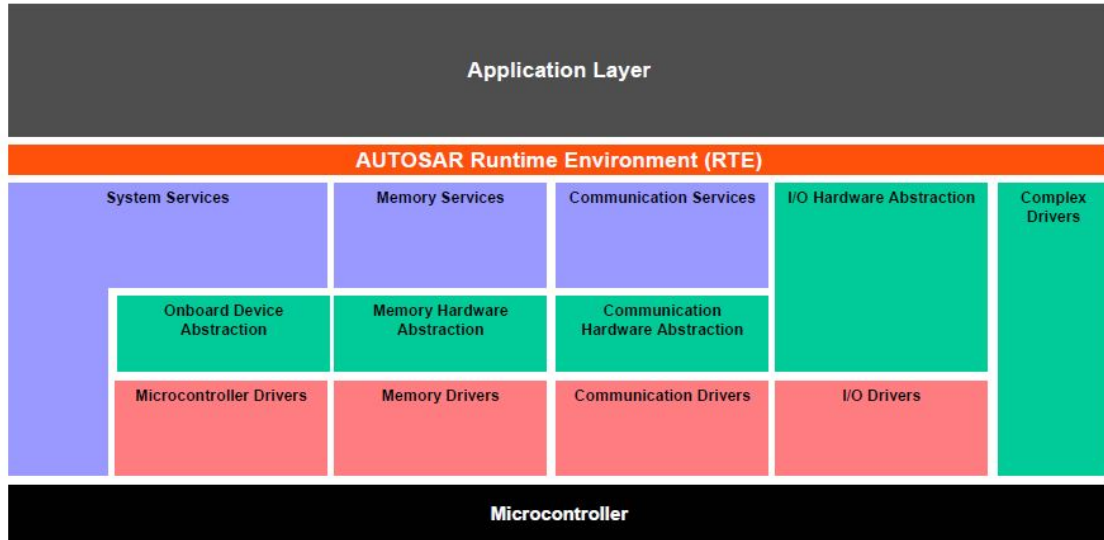 Application Layer
AUTOSAR Runtime Environment (RTE)
System Services
Memory Services
Communication Services
I/O Hardware Abstraction
Complex
Drivers
Onboard Device
Abstraction
Memory Hardware
Abstraction
Communication
Hardware Abstraction
Microcontroller Drivers
Memory Drivers
Communication Drivers
I/O Drivers
Microcontroller